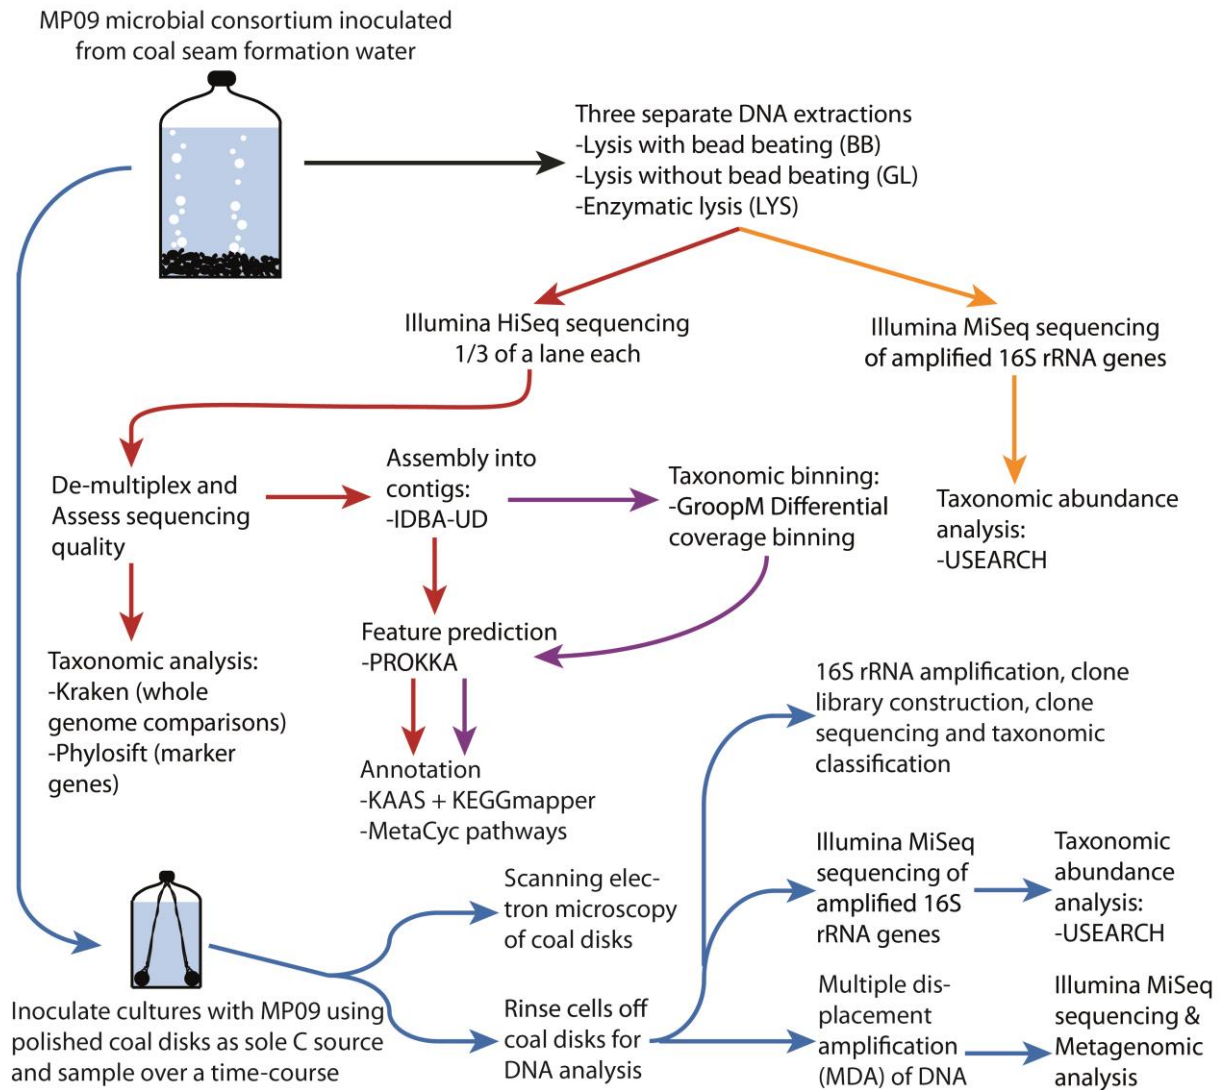 MP09 microbial consortium inoculated
from coal seam formation water
Three separate DNA extractions
-Lysis with bead beating (BB)
-Lysis without bead beating (GL)
-Enzymatic lysis (LYS)
Illumina HiSeq sequencing
1/3 of a lane each
Illumina MiSeq sequencing
of amplified 16S rRNA genes
De-multiplex and
Assess sequencing
quality
Assembly into
contigs:
-IDBA-UD
Taxonomic binning:
-GroopM Differential
coverage binning
Taxonomic abundance
analysis:
-USEARCH
Taxonomic analysis:
-Kraken (whole
genome comparisons)
-Phylosift (marker
genes)
Feature prediction
-PROKKA
Annotation
-KAAS + KEGGmapper
-MetaCyc pathways
16S rRNA amplification, clone
library construction, clone
sequencing and taxonomic
classification
Inoculate cultures with MP09 using
polished coal disks as sole C source
and sample over a time-course
Scanning elec-
tron microscopy
of coal disks
Rinse cells off
coal disks for
DNA analysis
Illumina MiSeq
sequencing of
amplified 16S
rRNA genes
Taxonomic
abundance
analysis:
-USEARCH
Multiple dis-
placement
amplification
(MDA) of DNA
Illumina MiSeq
sequencing &
Metagenomic
analysis